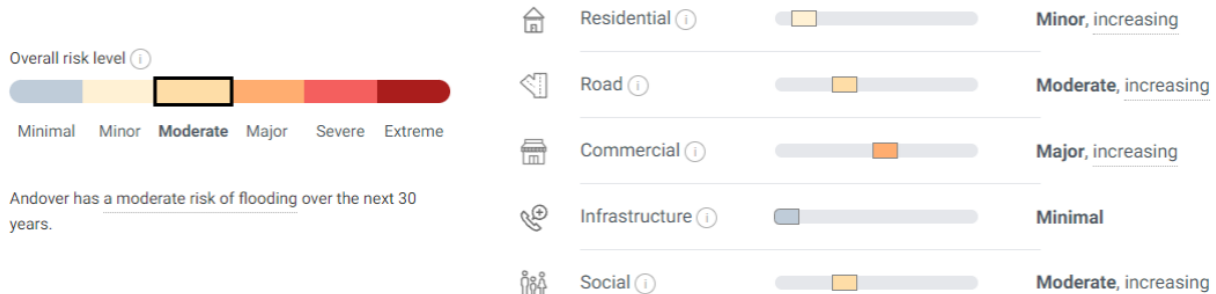 Overall risk level
Minimal Minor Moderate Major Severe Extreme
Andover has a moderate risk of flooding over the next 30
years.
Residential Minor, increasing
Road Moderate, increasing
Commercial Major, increasing
Infrastructure Minimal
Social Moderate, increasing